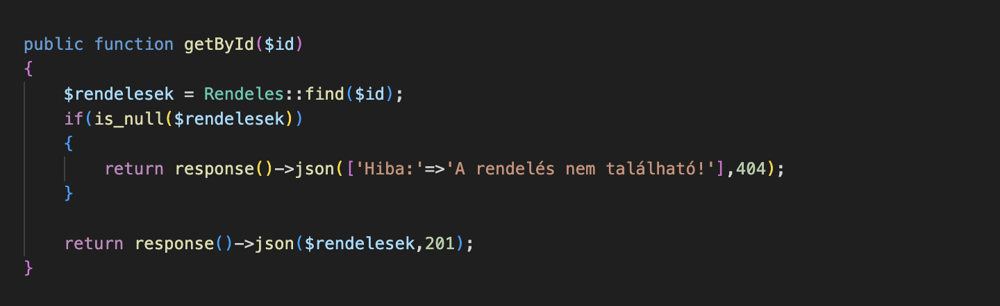 public function getById($id)
{
    $rendelesek = Rendeles::find($id);
    if(is_null($rendelesek))
    {
        return response()->json(['Hiba:'=>'A rendelés nem található!'],404);
    }
    return response()->json($rendelesek,201);
}